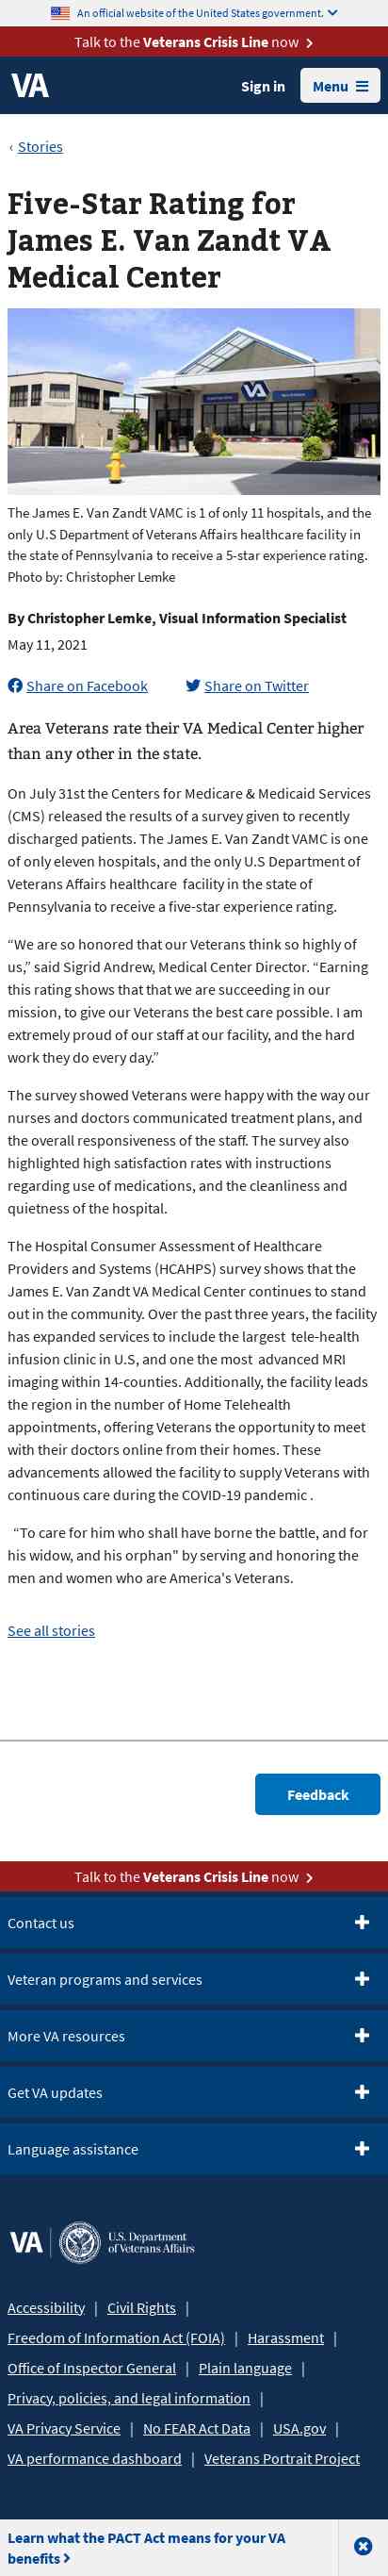 An official website of the United States government.
Talk to the Veterans Crisis Line now
VA
Sign in
Menu
‹ Stories
Five-Star Rating for
James E. Van Zandt VA
Medical Center
VA
The James E. Van Zandt VAMC is 1 of only 11 hospitals, and the
only U.S Department of Veterans Affairs healthcare facility in
the state of Pennsylvania to receive a 5-star experience rating.
Photo by: Christopher Lemke
By Christopher Lemke, Visual Information Specialist
May 11, 2021
Share on Facebook
Share on Twitter
Area Veterans rate their VA Medical Center higher
than any other in the state.
On July 31st the Centers for Medicare & Medicaid Services
(CMS) released the results of a survey given to recently
discharged patients. The James E. Van Zandt VAMC is one
of only eleven hospitals, and the only U.S Department of
Veterans Affairs healthcare facility in the state of
Pennsylvania to receive a five-star experience rating.
“We are so honored that our Veterans think so highly of
us,” said Sigrid Andrew, Medical Center Director. “Earning
this rating shows that that we are succeeding in our
mission, to give our Veterans the best care possible. I am
extremely proud of our staff at our facility, and the hard
work they do every day.”
The survey showed Veterans were happy with the way our
nurses and doctors communicated treatment plans, and
the overall responsiveness of the staff. The survey also
highlighted high satisfaction rates with instructions
regarding use of medications, and the cleanliness and
quietness of the hospital.
The Hospital Consumer Assessment of Healthcare
Providers and Systems (HCAHPS) survey shows that the
James E. Van Zandt VA Medical Center continues to stand
out in the community. Over the past three years, the facility
has expanded services to include the largest tele-health
infusion clinic in U.S, and one the most advanced MRI
imaging within 14-counties. Additionally, the facility leads
the region in the number of Home Telehealth
appointments, offering Veterans the opportunity to meet
with their doctors online from their homes. These
advancements allowed the facility to supply Veterans with
continuous care during the COVID-19 pandemic .
“To care for him who shall have borne the battle, and for
his widow, and his orphan" by serving and honoring the
men and women who are America's Veterans.
See all stories
Feedback
Talk to the Veterans Crisis Line now
Contact us
Veteran programs and services
More VA resources
Get VA updates
Language assistance
VA U.S. Department
of Veterans Affairs
Accessibility | Civil Rights |
Freedom of Information Act (FOIA) | Harassment |
Office of Inspector General | Plain language |
Privacy, policies, and legal information |
VA Privacy Service | No FEAR Act Data | USA.gov |
VA performance dashboard | Veterans Portrait Project
Learn what the PACT Act means for your VA
benefits